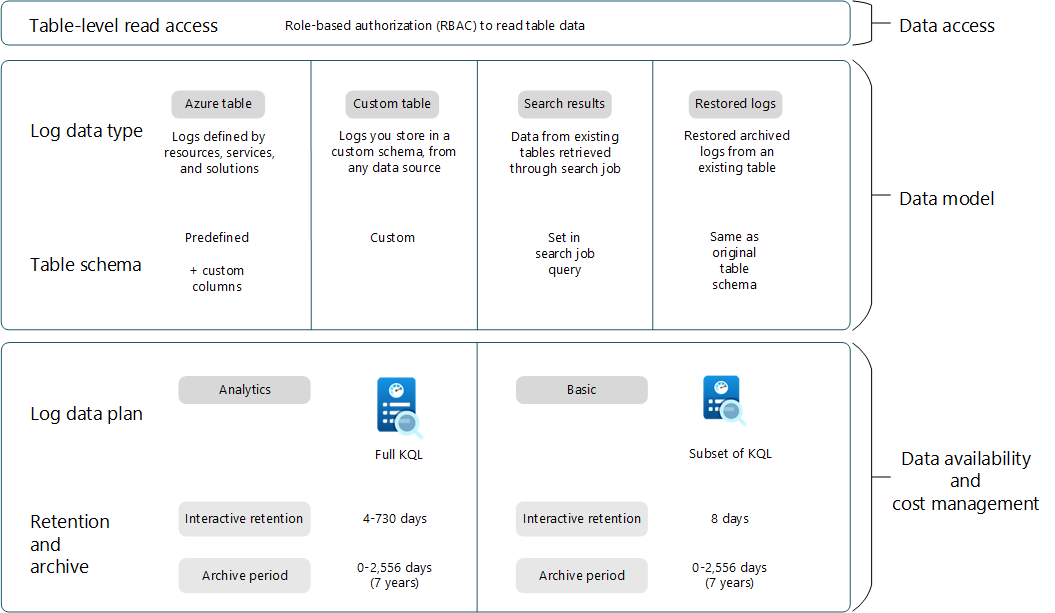 Table-level read access
Role-based authorization (RBAC) to read table data
Data access
Log data type
Azure table
Logs defined by
resources, services,
and solutions
Custom table
Logs you store in a
custom schema, from
any data source
Search results
Data from existing
tables retrieved
through search job
Restored logs
Restored archived
logs from an
existing table
Data model
Table schema
Predefined
+ custom
columns
Custom
Set in
search job
query
Same as
original
table
schema
Log data plan
Analytics
Full KQL
Basic
Subset of KQL
Data availability
and
cost management
Retention
and
archive
Interactive retention
4-730 days
Interactive retention
8 days
Archive period
0-2,556 days
(7 years)
Archive period
0-2,556 days
(7 years)